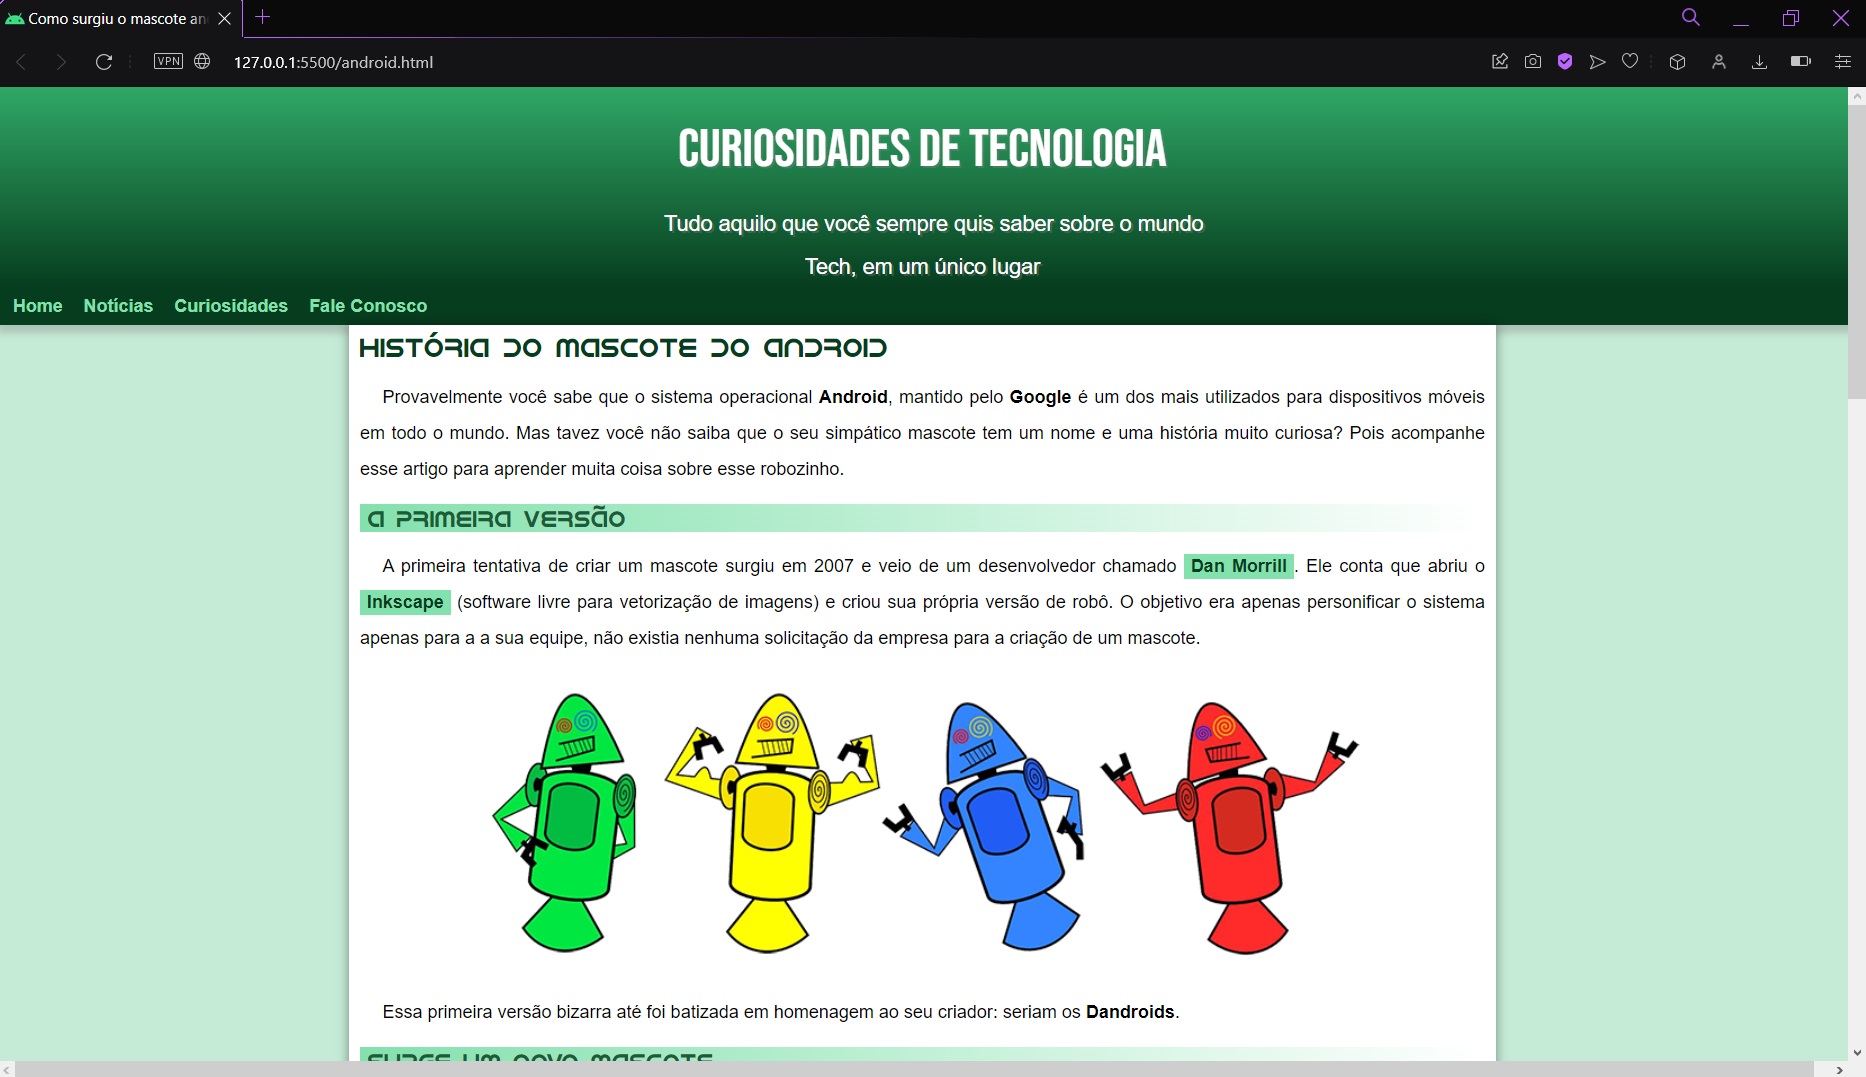 Como surgiu o mascote an
VPN
127.0.0.1:5500/android.html
CURIOSIDADES DE TECNOLOGIA
Tudo aquilo que você sempre quis saber sobre o mundo
Tech, em um único lugar
Home Notícias Curiosidades Fale Conosco
HISTÓRIA DO MASCOTE DO ANDROID
Provavelmente você sabe que o sistema operacional Android, mantido pelo Google é um dos mais utilizados para dispositivos móveis
em todo o mundo. Mas tavez você não saiba que o seu simpático mascote tem um nome e uma história muito curiosa? Pois acompanhe
esse artigo para aprender muita coisa sobre esse robozinho.
A PRIMEIRA VERSÃO
A primeira tentativa de criar um mascote surgiu em 2007 e veio de um desenvolvedor chamado Dan Morrill. Ele conta que abriu o
Inkscape (software livre para vetorização de imagens) e criou sua própria versão de robô. O objetivo era apenas personificar o sistema
apenas para a a sua equipe, não existia nenhuma solicitação da empresa para a criação de um mascote.
Essa primeira versão bizarra até foi batizada em homenagem ao seu criador: seriam os Dandroids.
SURGE UM NOVO MASCOTE